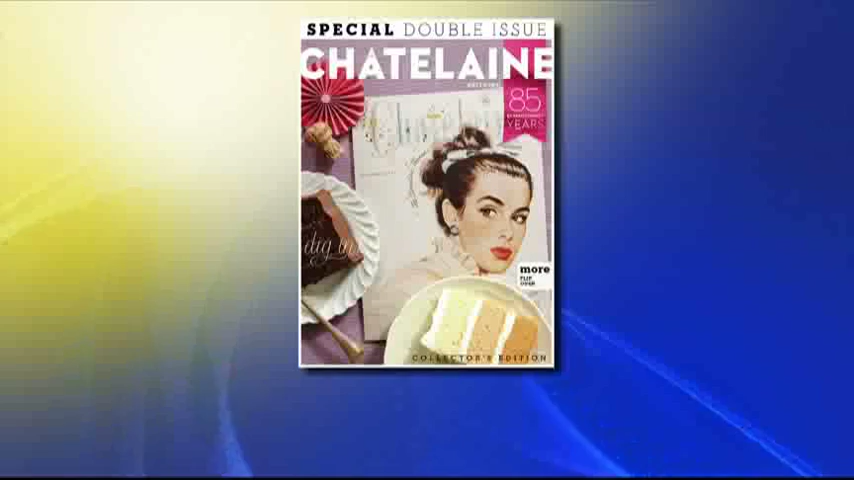 SPECIAL DOUBLE ISSUE
CHATELAINE
85
YEARS
dig in
more
FLIP
OVER
COLLECTOR'S EDITION